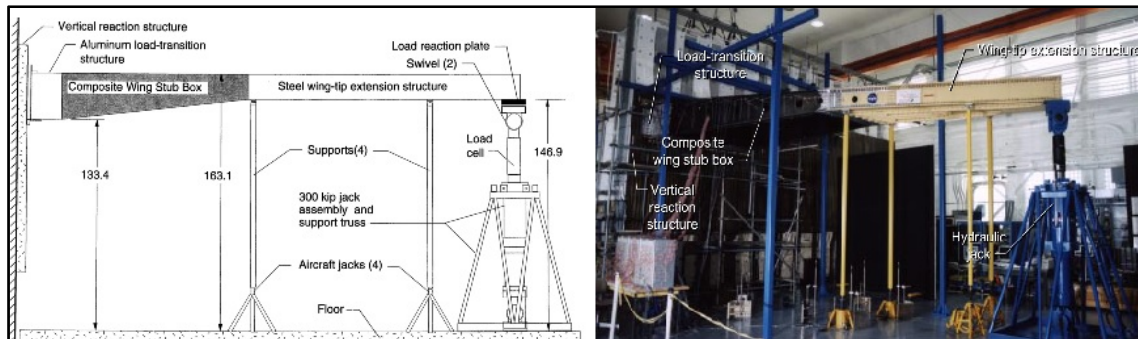 Vertical reaction structure
Aluminum load-transition
structure
Composite Wing Stub Box
Load reaction plate
Swivel (2)
Steel wing-tip extension structure
Load
cell
146.9
Supports(4)
133.4
163.1
300 kip jack
assembly and
support truss
Aircraft jacks (4)
Floor
Load-transition
structure
Wing-tip extension structure
Composite
wing stub box
Vertical
reaction
structure
Hydraulic
jack